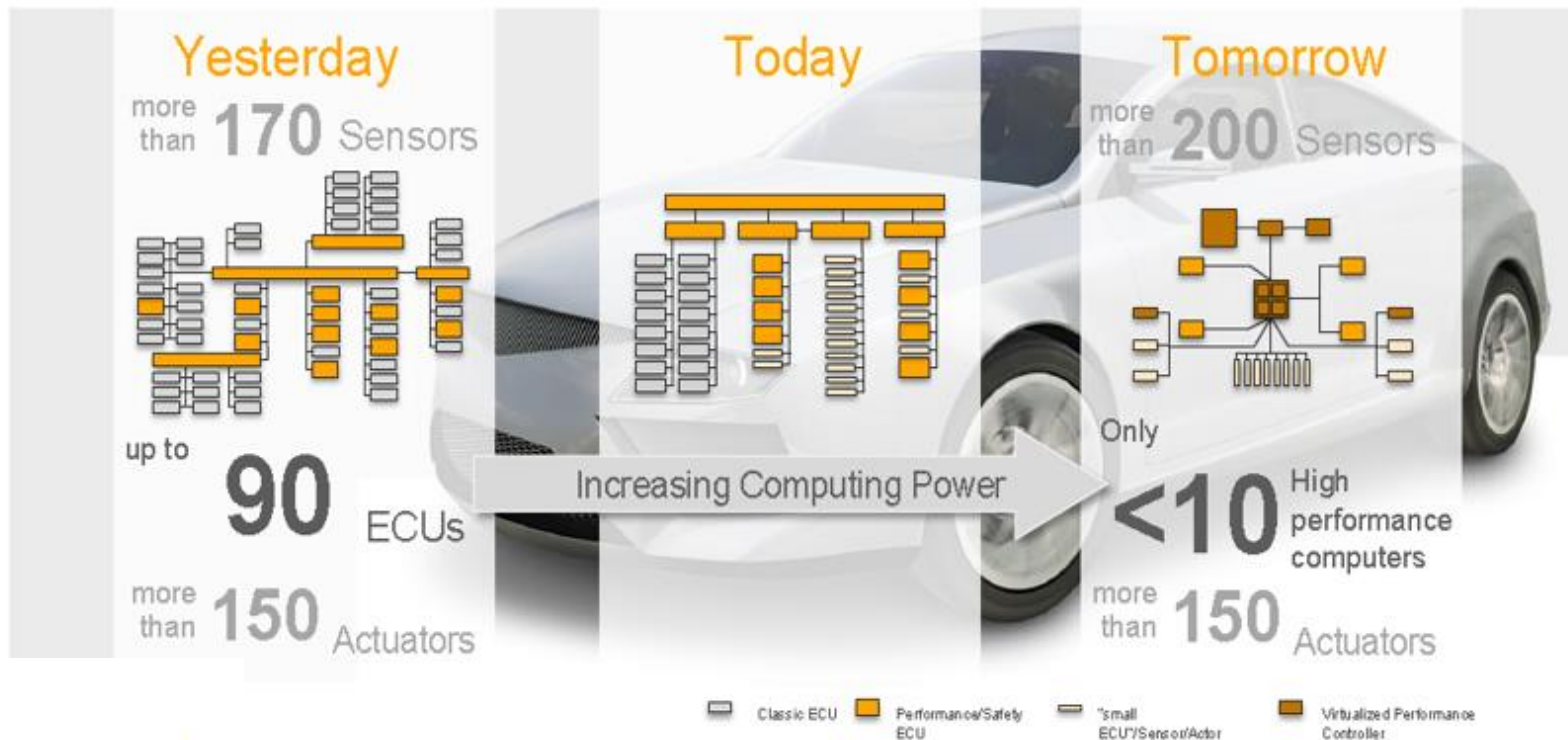 Yesterday
more
than 170 Sensors
up to
90 ECUs
more
than 150 Actuators
Today
Increasing Computing Power
Tomorrow
more
than 200 Sensors
Only
<10 High
performance
computers
more
than 150 Actuators
Classic ECU
Performance/Safety
ECU
"small
ECU"/Sensor/Actor
Virtualized Performance
Controller